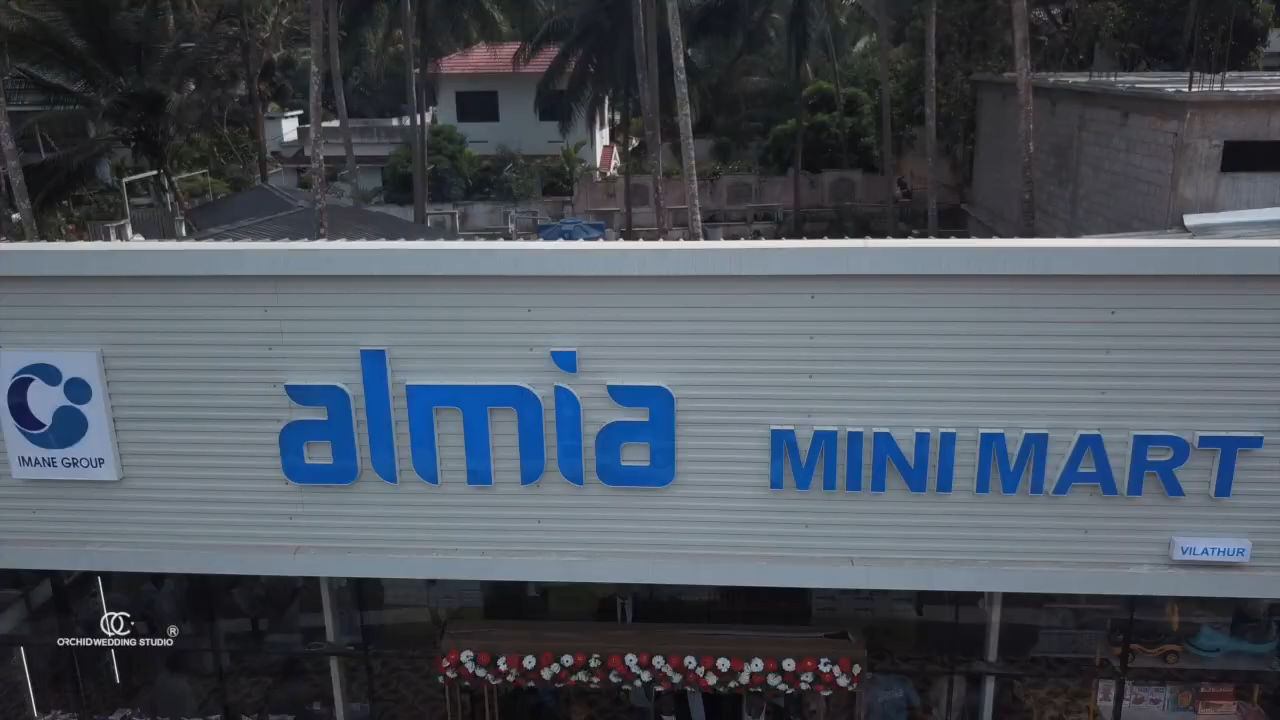 almia
MINI MART
IMANE GROUP
VILATHUR
ORCHIDWEDDING STUDIO ®